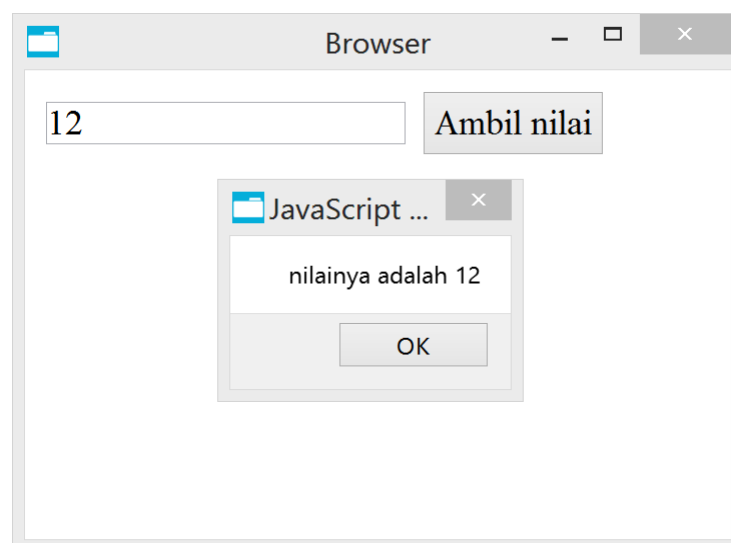 Browser
12
Ambil nilai
JavaScript ...
nilainya adalah 12
OK